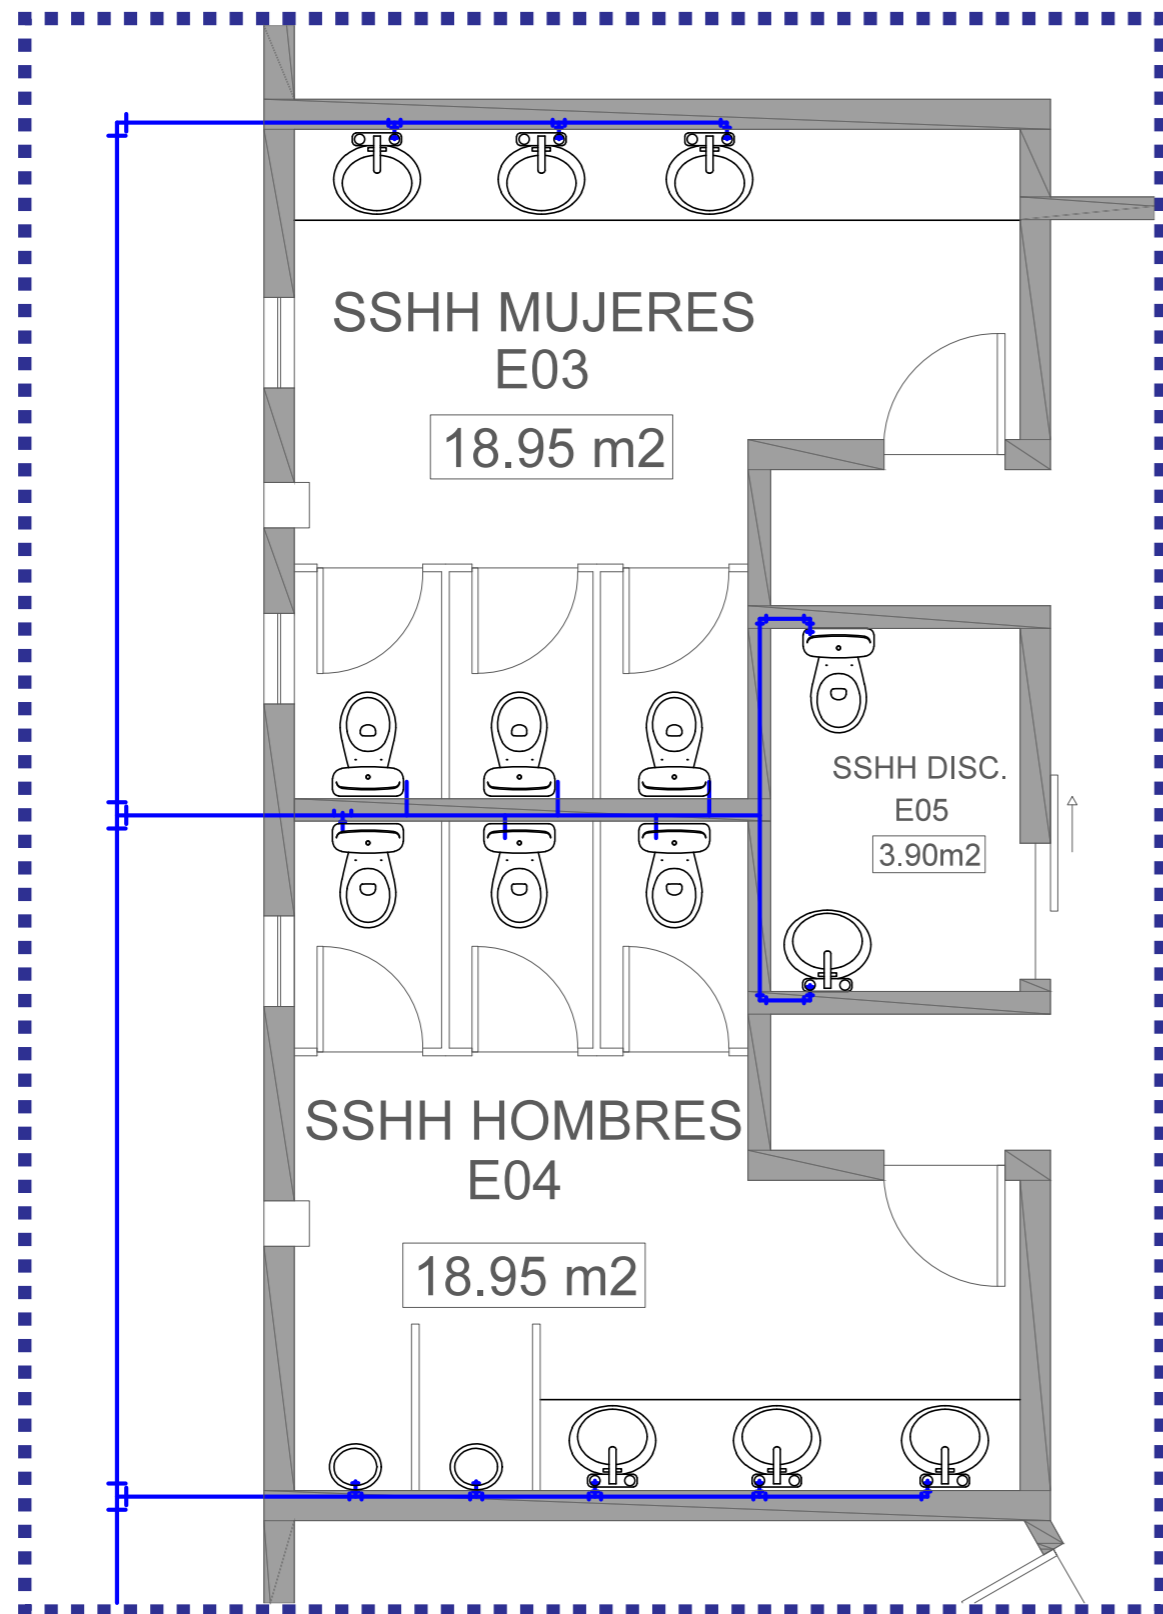 SSHH MUJERES
E03
18.95 m2
SSHH DISC.
E05
3.90m2
SSHH HOMBRES
E04
18.95 m2